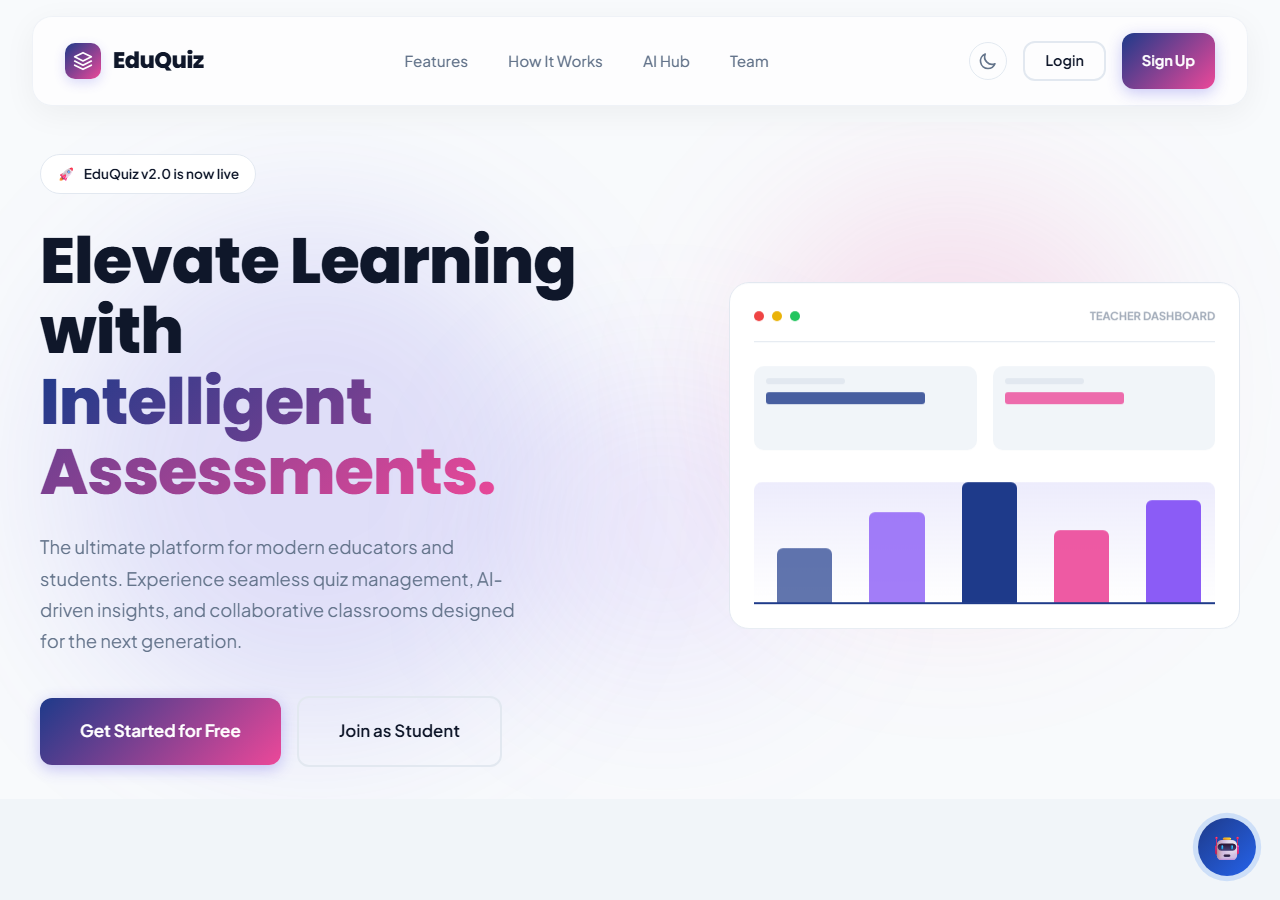 EduQuiz
Features
How It Works
AI Hub
Team
Login
Sign Up
EduQuiz v2.0 is now live
Elevate Learning
with
Intelligent
Assessments.
The ultimate platform for modern educators and
students. Experience seamless quiz management, AI-
driven insights, and collaborative classrooms designed
for the next generation.
Get Started for Free
Join as Student
TEACHER DASHBOARD